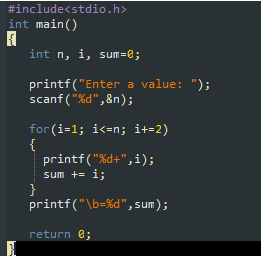 #include<stdio.h>
int main()
{
int n, i, sum=0;
printf("Enter a value: ");
scanf("%d",&n);
for(i=1; i<=n; i+=2)
{
printf("%d+",i);
sum += i;
}
printf("\b=%d",sum);
return 0;
}